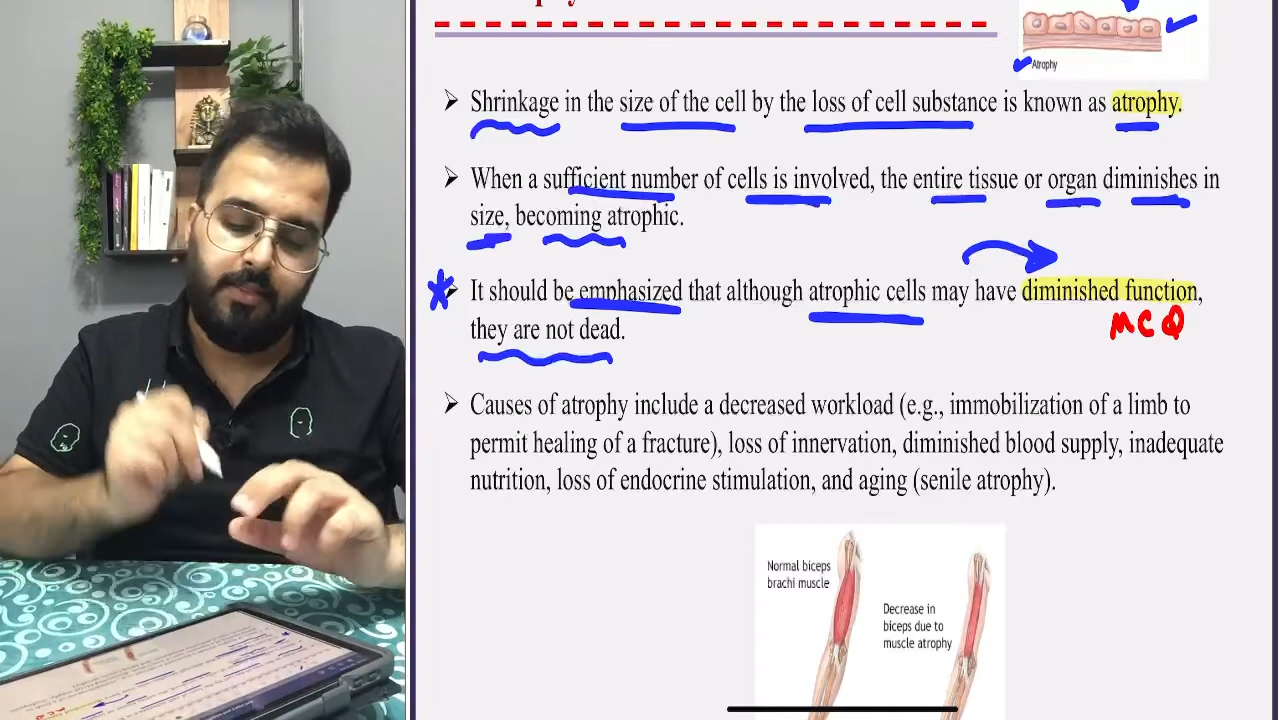 Atrophy
➢ Shrinkage in the size of the cell by the loss of cell substance is known as atrophy.
➢ When a sufficient number of cells is involved, the entire tissue or organ diminishes in
size, becoming atrophic.
➢ It should be emphasized that although atrophic cells may have diminished function,
they are not dead.
MCQ
➢ Causes of atrophy include a decreased workload (e.g., immobilization of a limb to
permit healing of a fracture), loss of innervation, diminished blood supply, inadequate
nutrition, loss of endocrine stimulation, and aging (senile atrophy).
Normal biceps
brachi muscle
Decrease in
biceps due to
muscle atrophy